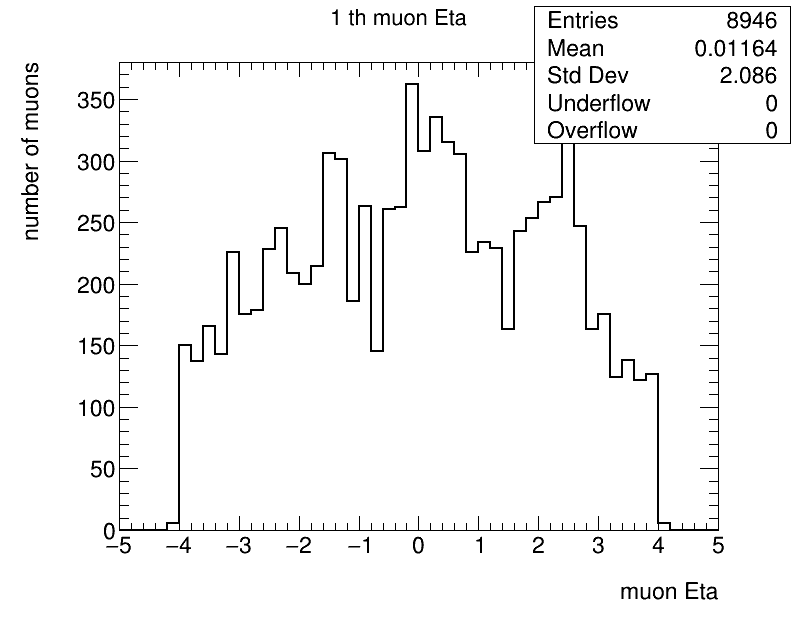 1 th muon Eta
Entries 8946
Mean 0.01164
Std Dev 2.086
Underflow 0
Overflow 0
number of muons
350
300
250
200
150
100
50
0
−5 −4 −3 −2 −1 0 1 2 3 4 5
muon Eta